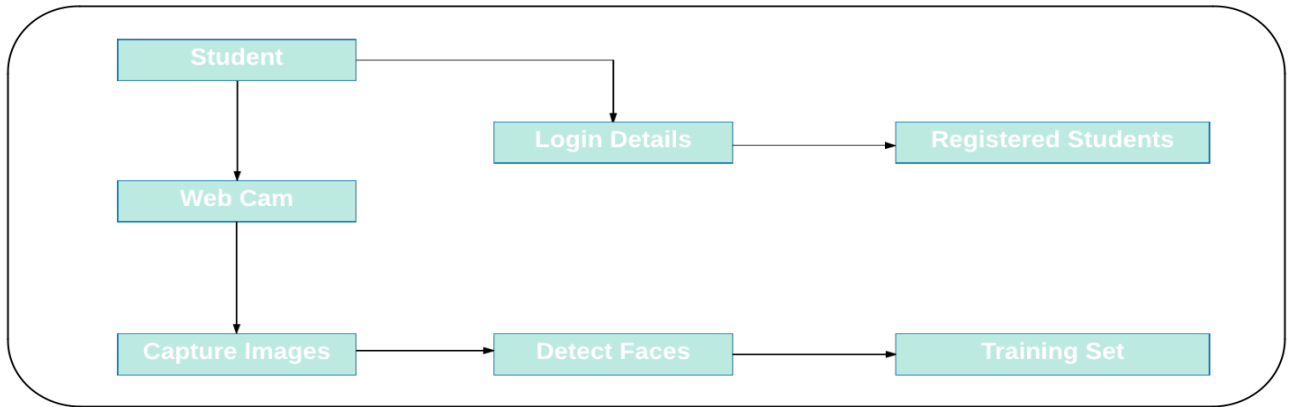 Student
Login Details
Registered Students
Web Cam
Capture Images
Detect Faces
Training Set